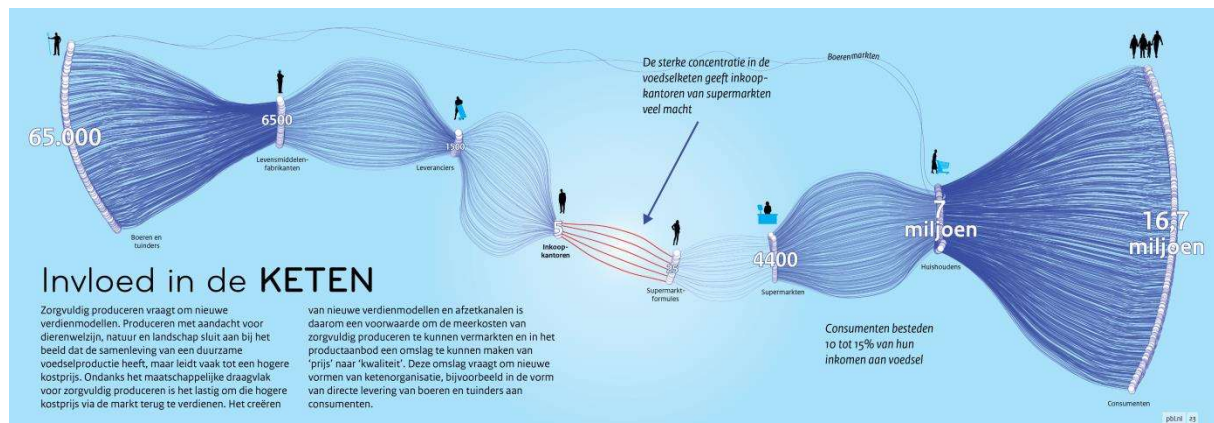 Boerenmarkten
De sterke concentratie in de
voedselketen geeft inkoop-
kantoren van supermarkten
veel macht
65.000
Boeren en
tuinders
6500
Levensmiddelen-
fabrikanten
1500
Leveranciers
5
Inkoop-
kantoren
25
Supermarkt-
formules
4400
Supermarkten
7
miljoen
Huishoudens
16,7
miljoen
Consumenten
Consumenten besteden
10 tot 15% van hun
inkomen aan voedsel
Invloed in de KETEN
Zorgvuldig produceren vraagt om nieuwe
verdienmodellen. Produceren met aandacht voor
dierenwelzijn, natuur en landschap sluit aan bij het
beeld dat de samenleving van een duurzame
voedselproductie heeft, maar leidt vaak tot een hogere
kostprijs. Ondanks het maatschappelijke draagvlak
voor zorgvuldig produceren is het lastig om die hogere
kostprijs via de markt terug te verdienen. Het creëren
van nieuwe verdienmodellen en afzetkanalen is
daarom een voorwaarde om de meerkosten van
zorgvuldig produceren te kunnen vermarkten en in het
productaanbod een omslag te kunnen maken van
‘prijs’ naar ‘kwaliteit’. Deze omslag vraagt om nieuwe
vormen van ketenorganisatie, bijvoorbeeld in de vorm
van directe levering van boeren en tuinders aan
consumenten.
pbl.nl 23